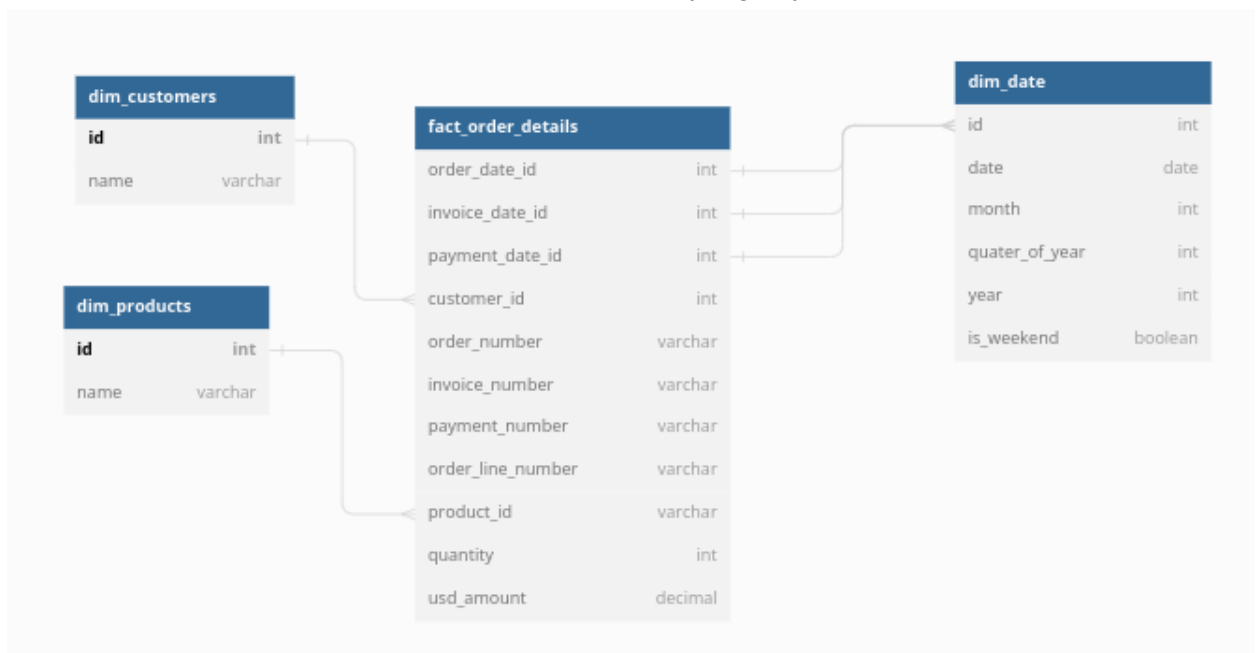 dim_customers
id int
name varchar
dim_products
id int
name varchar
fact_order_details
order_date_id int
invoice_date_id int
payment_date_id int
customer_id int
order_number varchar
invoice_number varchar
payment_number varchar
order_line_number varchar
product_id varchar
quantity int
usd_amount decimal
dim_date
id int
date date
month int
quater_of_year int
year int
is_weekend boolean